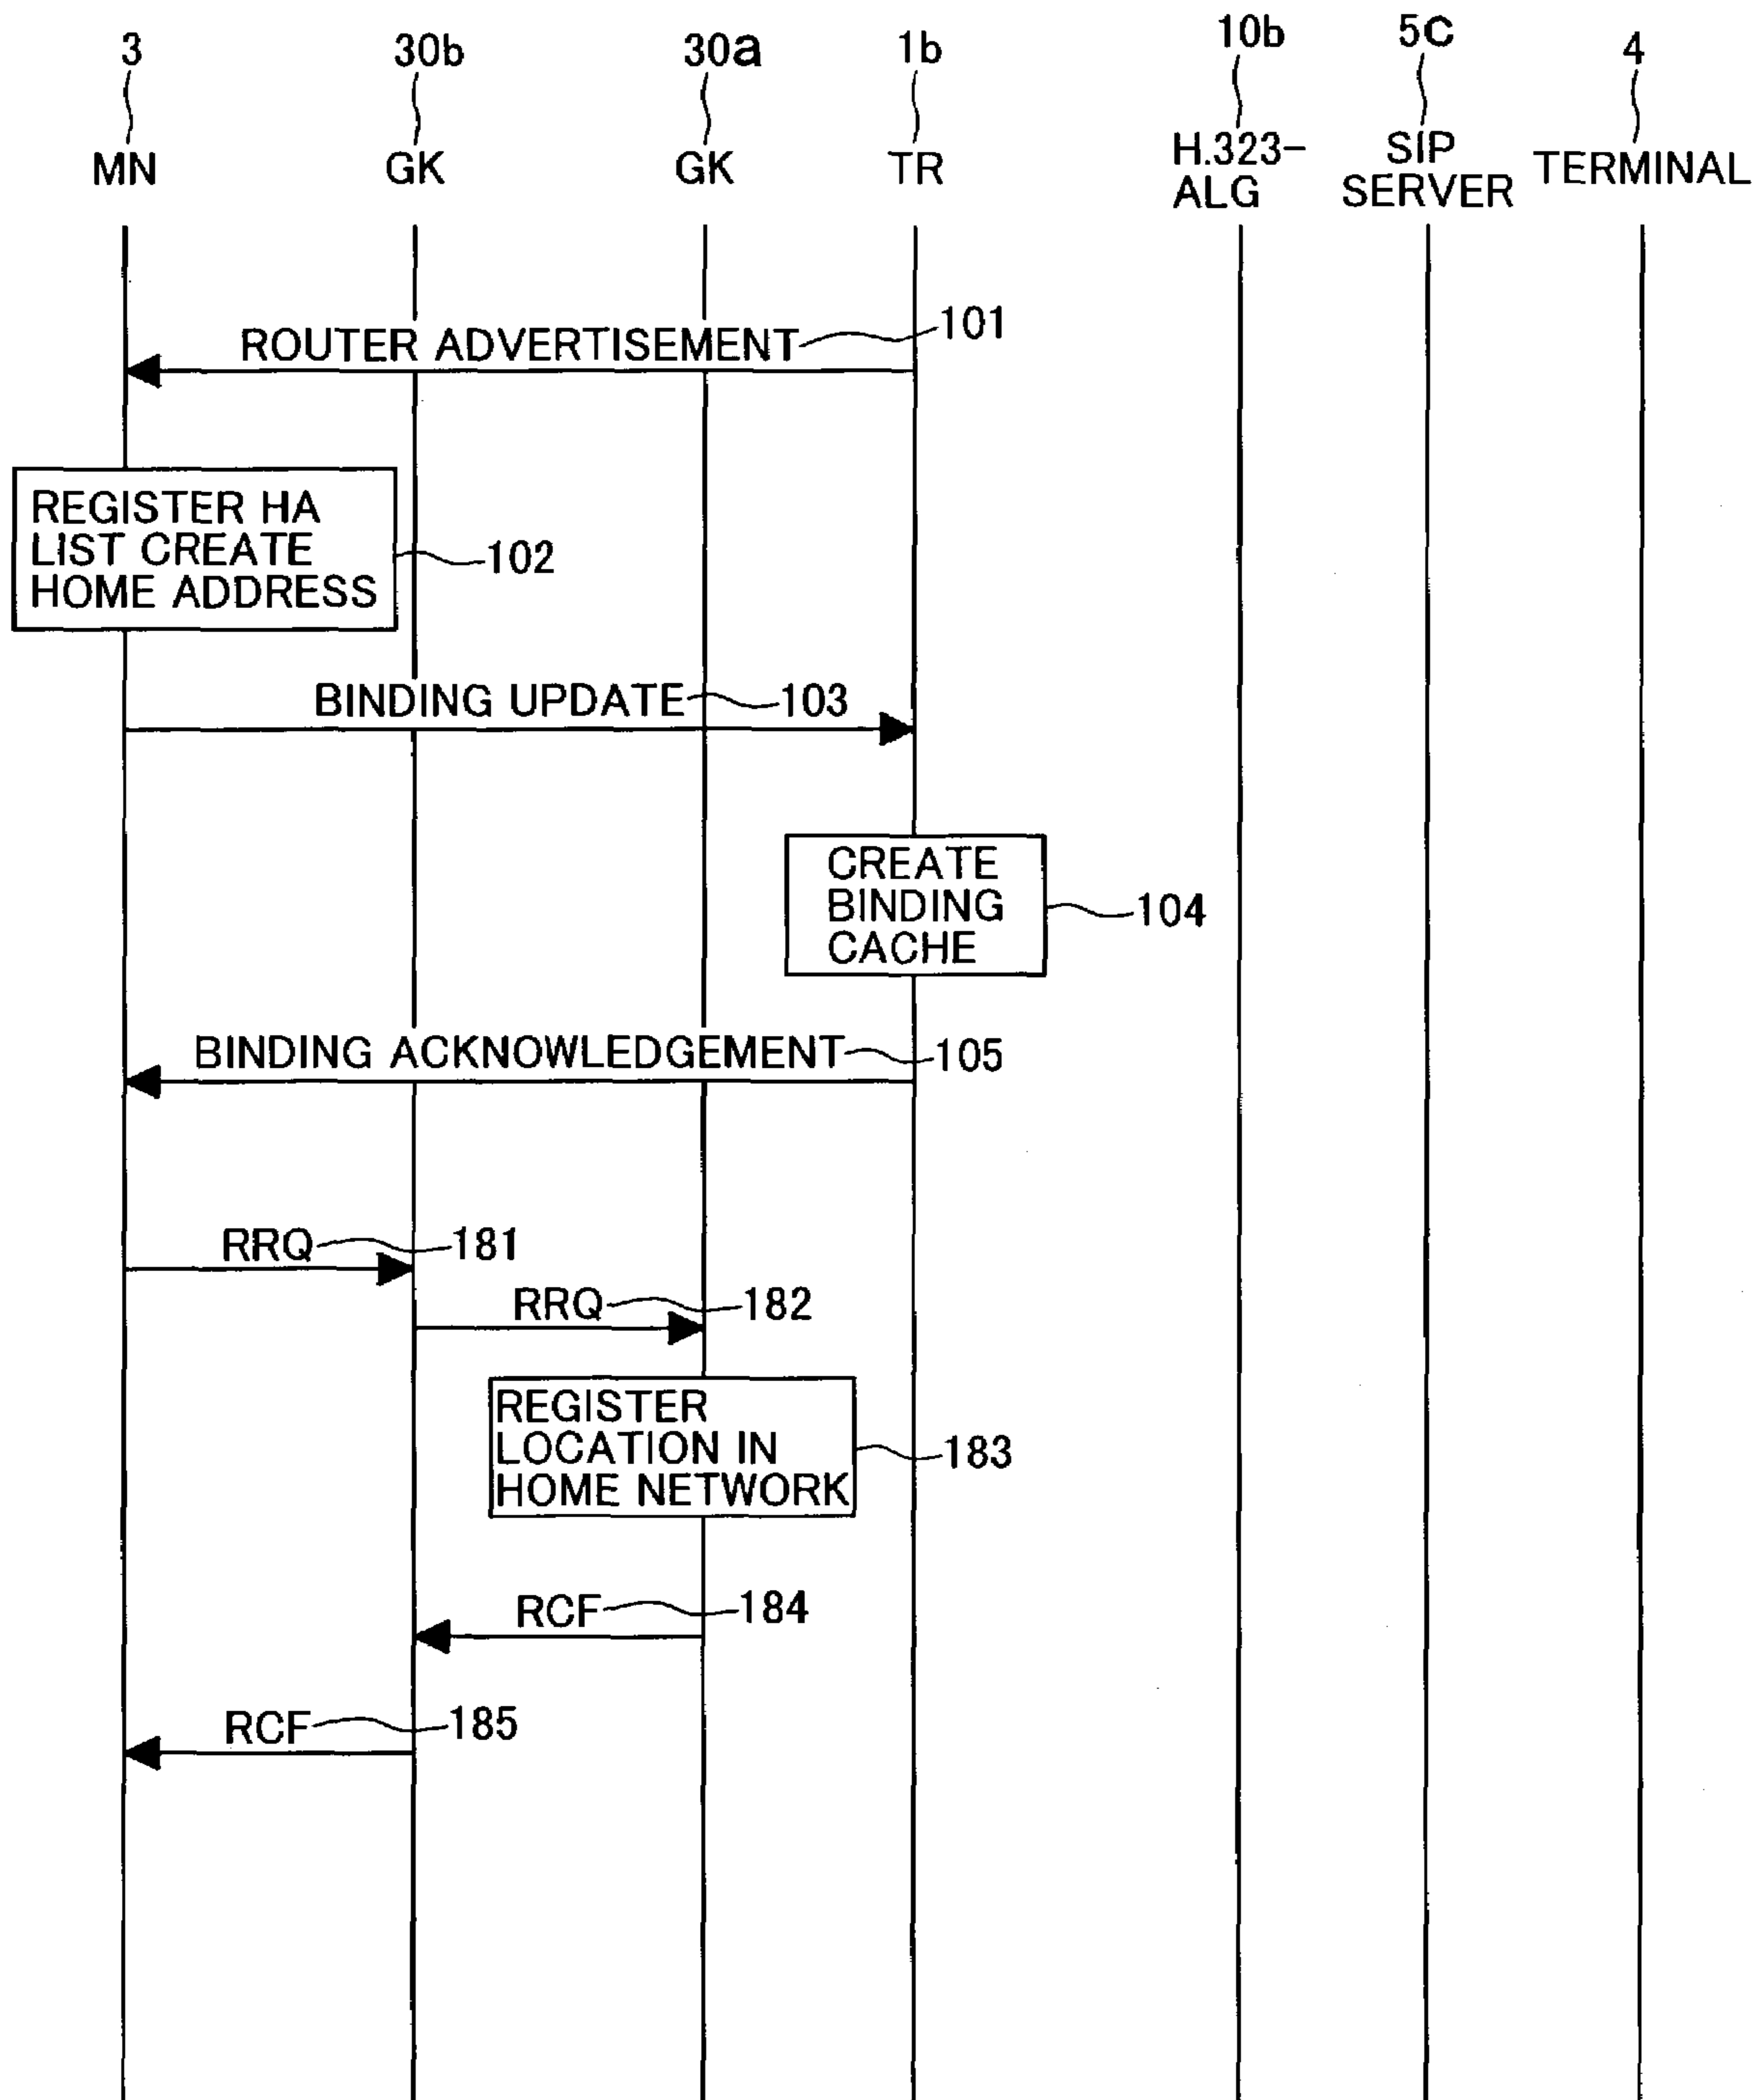 3 30b 30a 1b 10b 5C 4
MN GK GK TR H.323-ALG SIP SERVER TERMINAL
ROUTER ADVERTISEMENT 101
REGISTER HA
LIST CREATE
HOME ADDRESS
102
BINDING UPDATE 103
CREATE
BINDING
CACHE
104
BINDING ACKNOWLEDGEMENT 105
RRQ 181
RRQ 182
REGISTER
LOCATION IN
HOME NETWORK
183
RCF 184
RCF 185